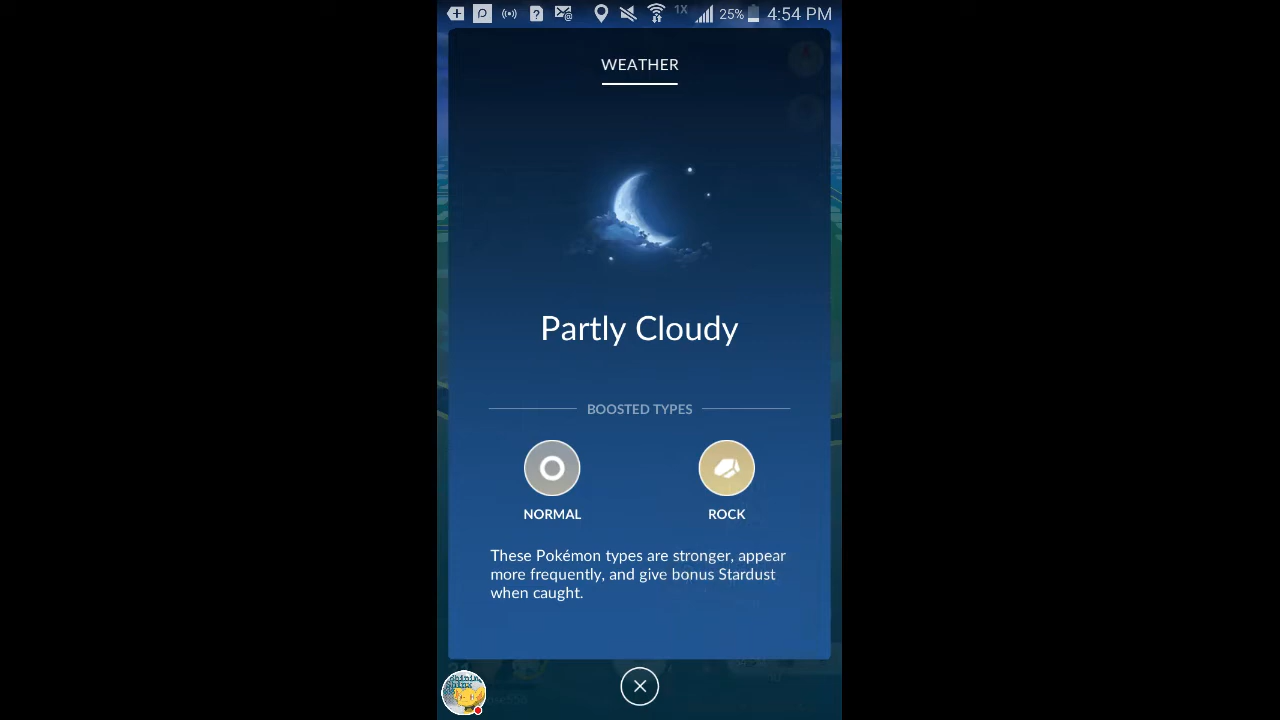 1X 25% 4:54 PM
WEATHER
Partly Cloudy
BOOSTED TYPES
NORMAL ROCK
These Pokémon types are stronger, appear
more frequently, and give bonus Stardust
when caught.